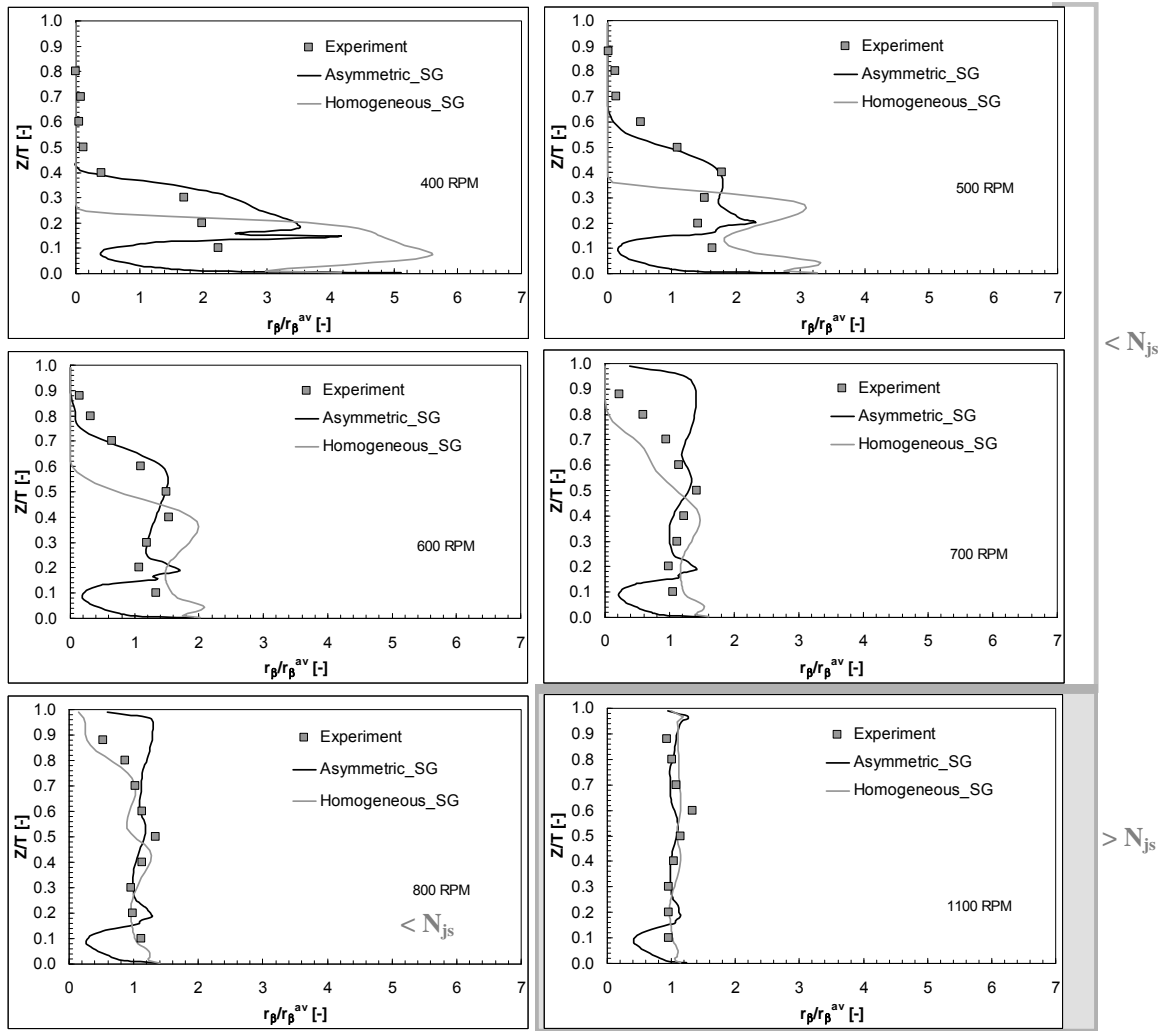 1.0
0.9
0.8
0.7
0.6
0.5
0.4
0.3
0.2
0.1
0.0
Z/T [-]
Experiment
Asymmetric_SG
Homogeneous_SG
400 RPM
0 1 2 3 4 5 6 7
rβ/rβav [-]
1.0
0.9
0.8
0.7
0.6
0.5
0.4
0.3
0.2
0.1
0.0
Z/T [-]
Experiment
Asymmetric_SG
Homogeneous_SG
500 RPM
0 1 2 3 4 5 6 7
rβ/rβav [-]
< Njs
1.0
0.9
0.8
0.7
0.6
0.5
0.4
0.3
0.2
0.1
0.0
Z/T [-]
Experiment
Asymmetric_SG
Homogeneous_SG
600 RPM
0 1 2 3 4 5 6 7
rβ/rβav [-]
1.0
0.9
0.8
0.7
0.6
0.5
0.4
0.3
0.2
0.1
0.0
Z/T [-]
Experiment
Asymmetric_SG
Homogeneous_SG
700 RPM
0 1 2 3 4 5 6 7
rβ/rβav [-]
1.0
0.9
0.8
0.7
0.6
0.5
0.4
0.3
0.2
0.1
0.0
Z/T [-]
Experiment
Asymmetric_SG
Homogeneous_SG
800 RPM
< Njs
0 1 2 3 4 5 6 7
rβ/rβav [-]
1.0
0.9
0.8
0.7
0.6
0.5
0.4
0.3
0.2
0.1
0.0
Z/T [-]
Experiment
Asymmetric_SG
Homogeneous_SG
1100 RPM
0 1 2 3 4 5 6 7
rβ/rβav [-]
> Njs